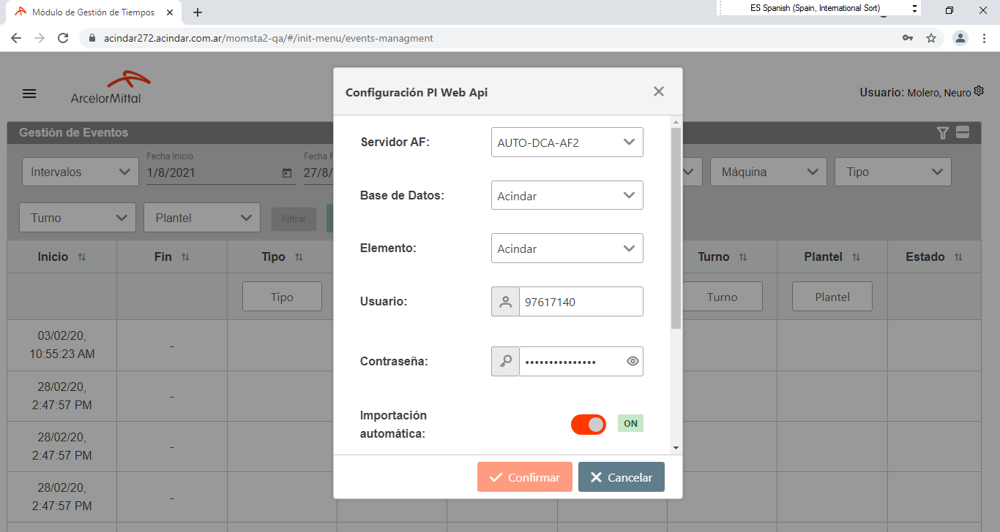 Módulo de Gestión de Tiempos
ES Spanish (Spain, International Sort)
acindar272.acindar.com.ar/momsta2-qa/#/init-menu/events-managment
ArcelorMittal
Usuario: Molero, Neuro
Gestión de Eventos
Intervalos
Fecha Inicio
1/8/2021
Fecha F
27/8/
Máquina
Tipo
Turno
Plantel
Filtrar
Inicio Fin Tipo Turno Plantel Estado
Tipo Turno Plantel
03/02/20,
10:55:23 AM
-
28/02/20,
2:47:57 PM
-
28/02/20,
2:47:57 PM
-
28/02/20,
2:47:57 PM
-
Configuración PI Web Api
Servidor AF: AUTO-DCA-AF2
Base de Datos: Acindar
Elemento: Acindar
Usuario: 97617140
Contraseña: •••••••••••••••
Importación
automática:
ON
Confirmar
Cancelar